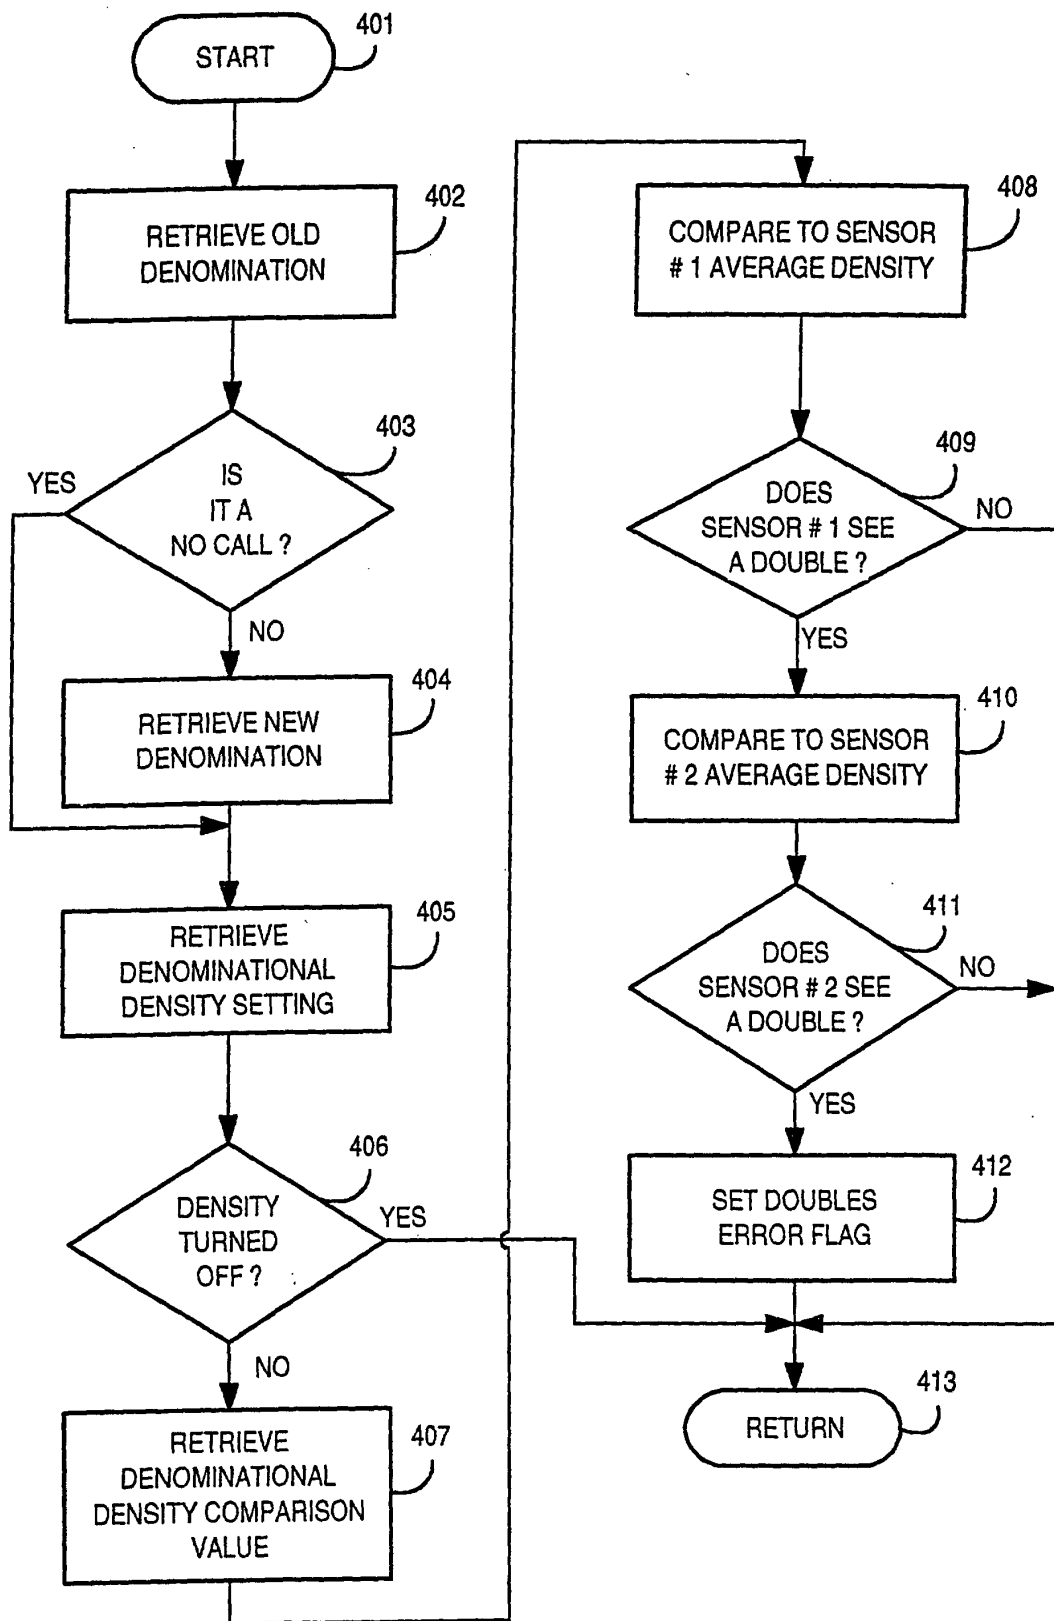 START
401
RETRIEVE OLD
DENOMINATION
402
IS
IT A
NO CALL ?
403
YES
NO
RETRIEVE NEW
DENOMINATION
404
RETRIEVE
DENOMINATIONAL
DENSITY SETTING
405
DENSITY
TURNED
OFF ?
406
YES
NO
RETRIEVE
DENOMINATIONAL
DENSITY COMPARISON
VALUE
407
COMPARE TO SENSOR
# 1 AVERAGE DENSITY
408
DOES
SENSOR # 1 SEE
A DOUBLE ?
409
NO
YES
COMPARE TO SENSOR
# 2 AVERAGE DENSITY
410
DOES
SENSOR # 2 SEE
A DOUBLE ?
411
NO
YES
SET DOUBLES
ERROR FLAG
412
RETURN
413